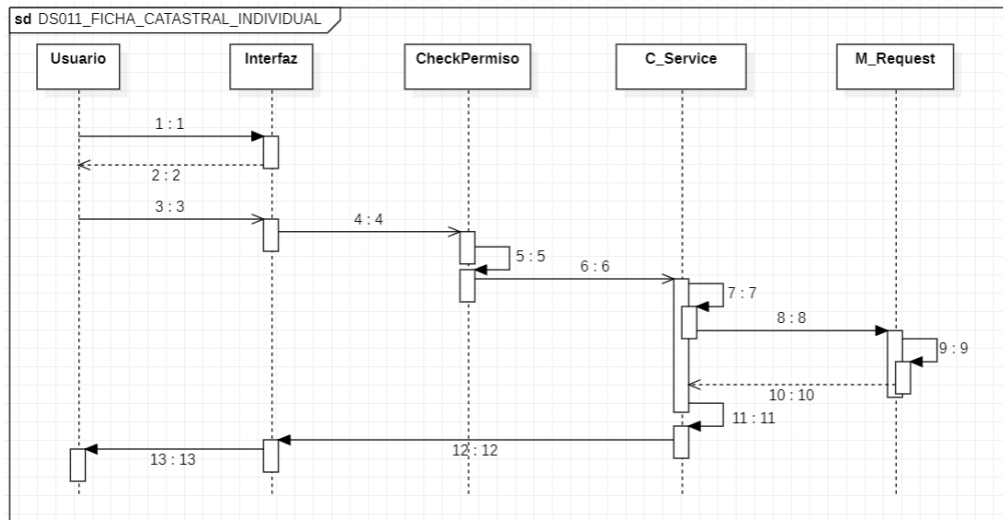 sd DS011_FICHA_CATASTRAL_INDIVIDUAL
Usuario
Interfaz
CheckPermiso
C_Service
M_Request
1 : 1
2 : 2
3 : 3
4 : 4
5 : 5
6 : 6
7 : 7
8 : 8
9 : 9
10 : 10
11 : 11
12 : 12
13 : 13